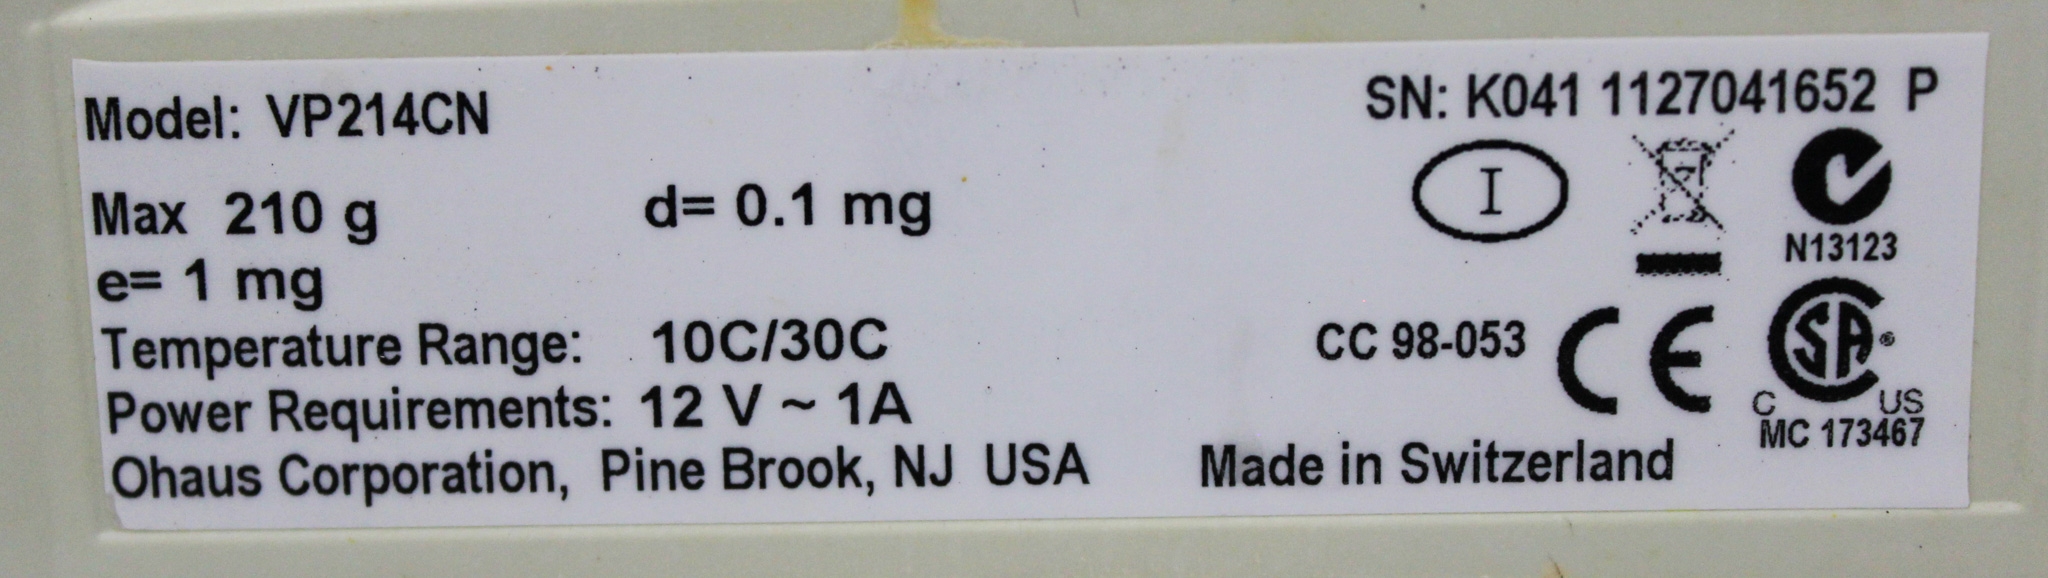 Model: VP214CN
SN: K041 1127041652 P
Max 210 g
d= 0.1 mg
I
N13123
e= 1 mg
Temperature Range: 10C/30C
CC 98-053
CE
SA®
C US
MC 173467
Power Requirements: 12 V ~ 1A
Ohaus Corporation, Pine Brook, NJ USA
Made in Switzerland